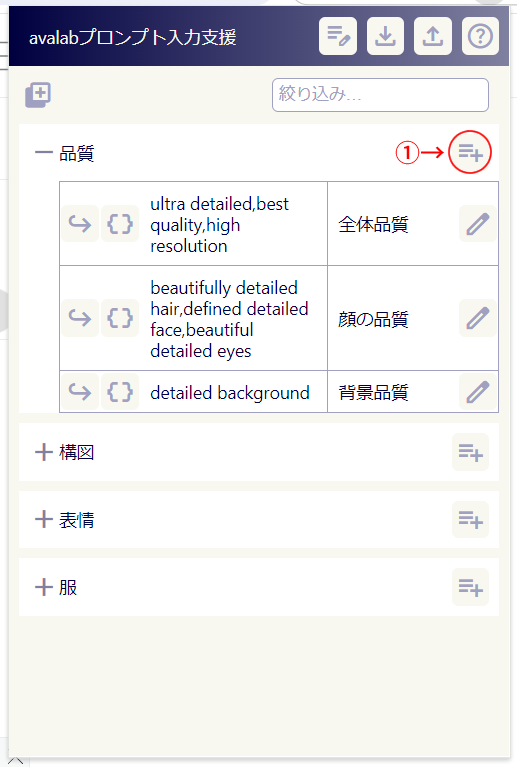 avalabプロンプト入力支援
絞り込み...
品質
①→
ultra detailed,best
quality,high
resolution
全体品質
beautifully detailed
hair,defined detailed
face,beautiful
detailed eyes
顔の品質
detailed background
背景品質
構図
表情
服